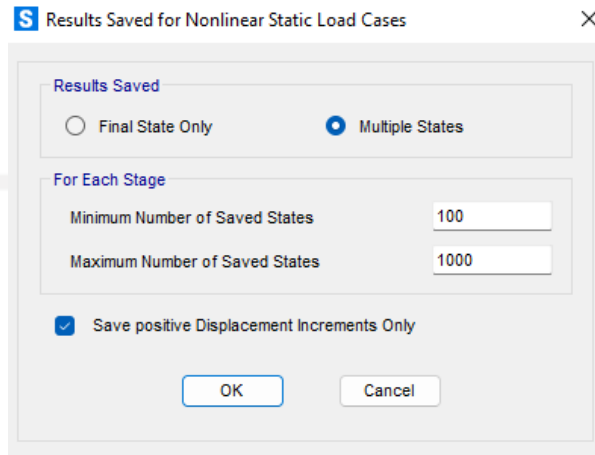 S Results Saved for Nonlinear Static Load Cases
Results Saved
Final State Only Multiple States
For Each Stage
Minimum Number of Saved States 100
Maximum Number of Saved States 1000
Save positive Displacement Increments Only
OK Cancel